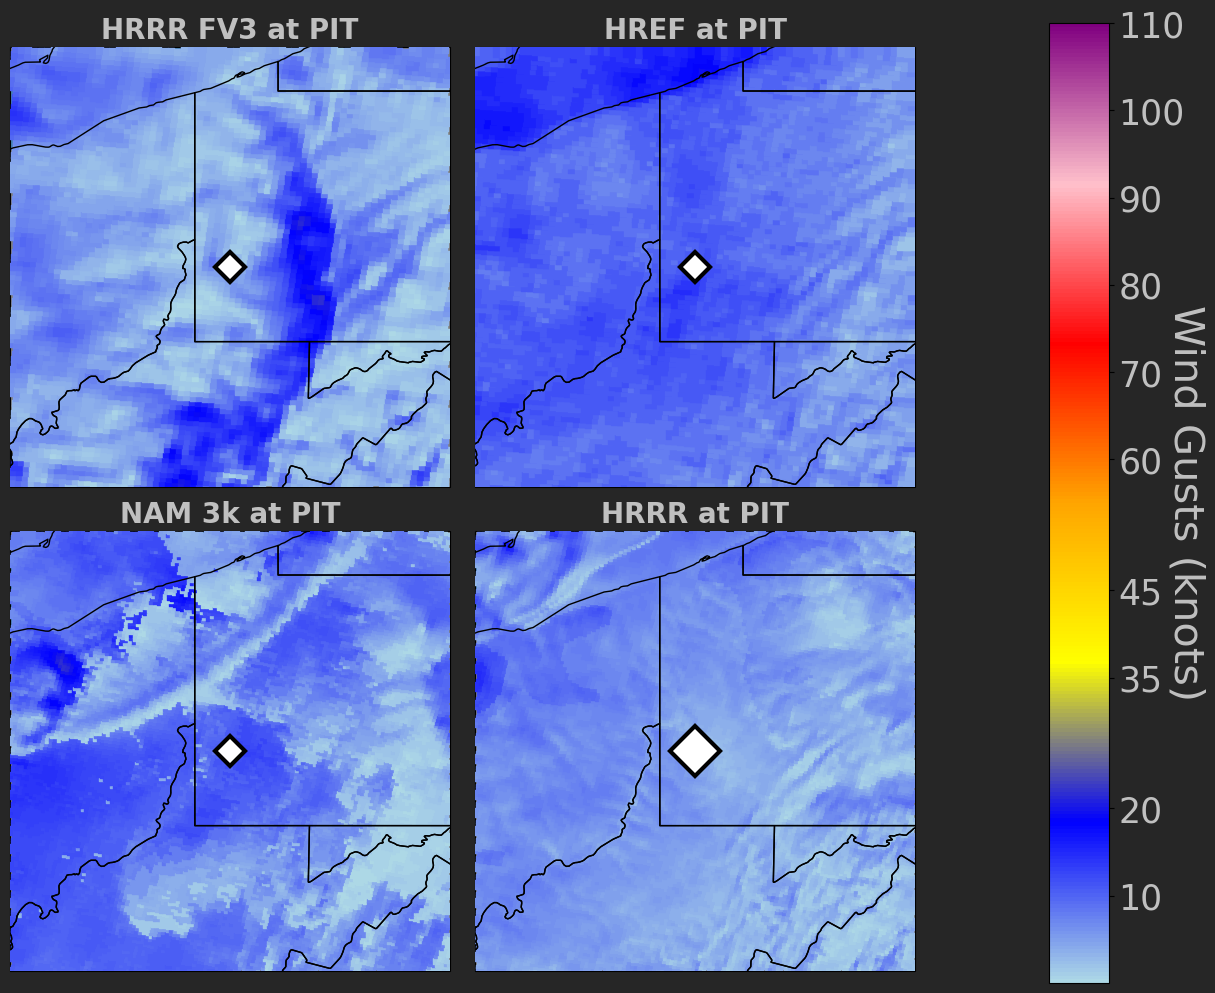 HRRR FV3 at PIT
HREF at PIT
NAM 3k at PIT
HRRR at PIT
110
100
90
80
70
60
45
35
20
10
Wind Gusts (knots)